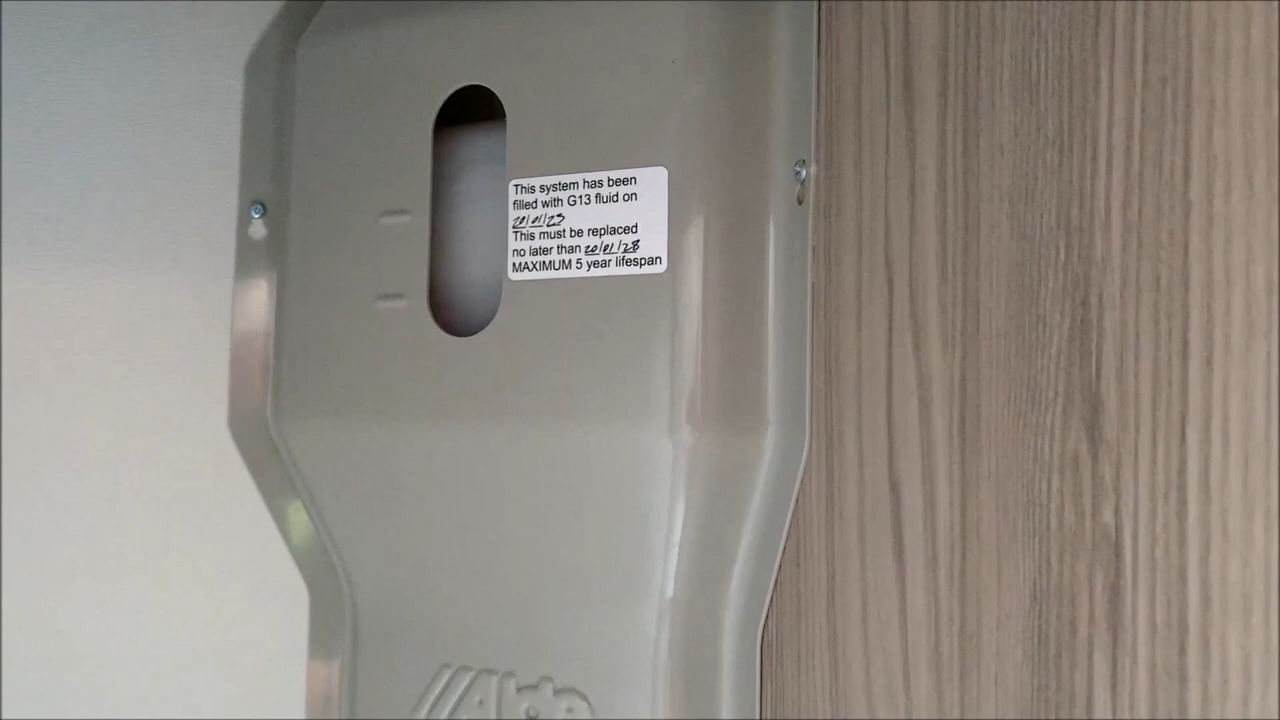 This system has been
filled with G13 fluid on
20/01/23
This must be replaced
no later than 20/01/28
MAXIMUM 5 year lifespan
//Alde